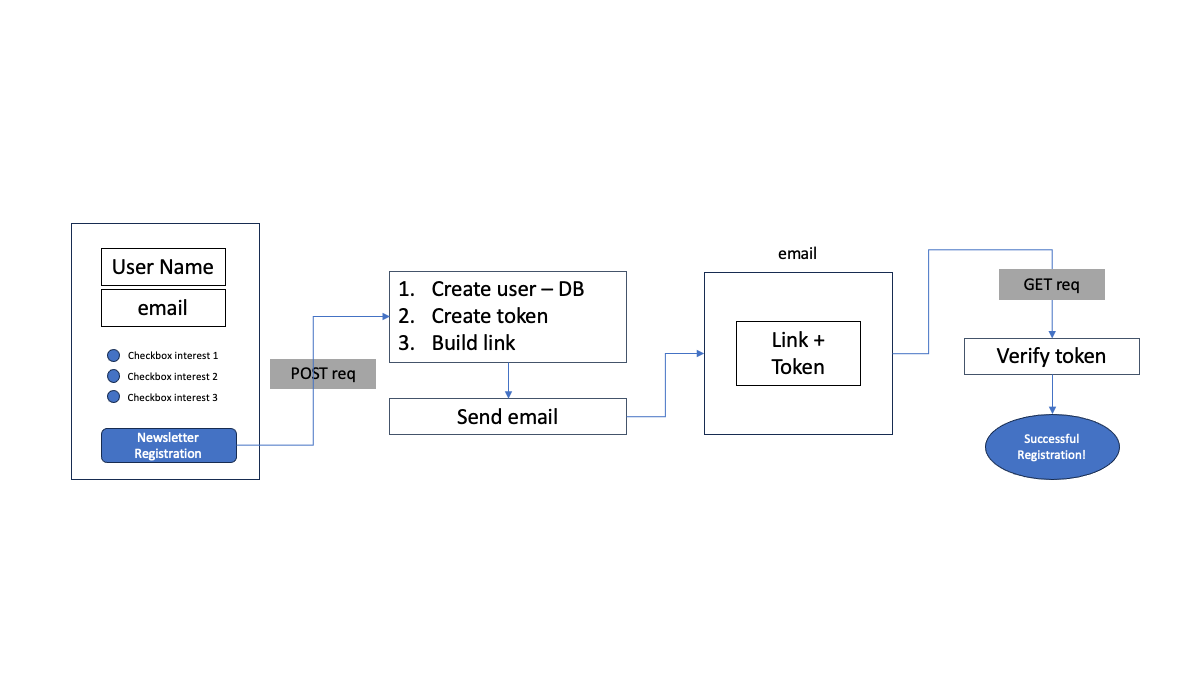 User Name
email
Checkbox interest 1
Checkbox interest 2
Checkbox interest 3
Newsletter
Registration
POST req
1. Create user – DB
2. Create token
3. Build link
Send email
email
Link +
Token
GET req
Verify token
Successful
Registration!